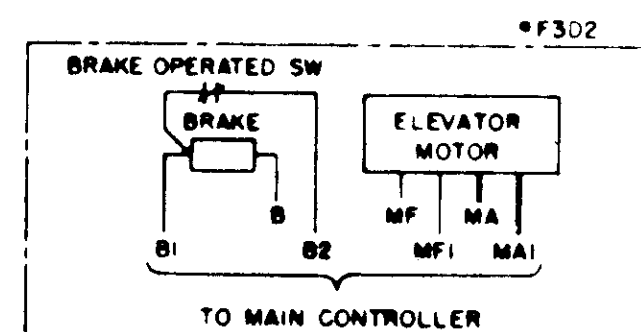 *F3D2
BRAKE OPERATED SW
BRAKE
ELEVATOR
MOTOR
B
MF
MA
B1
B2
MF1
MA1
TO MAIN CONTROLLER